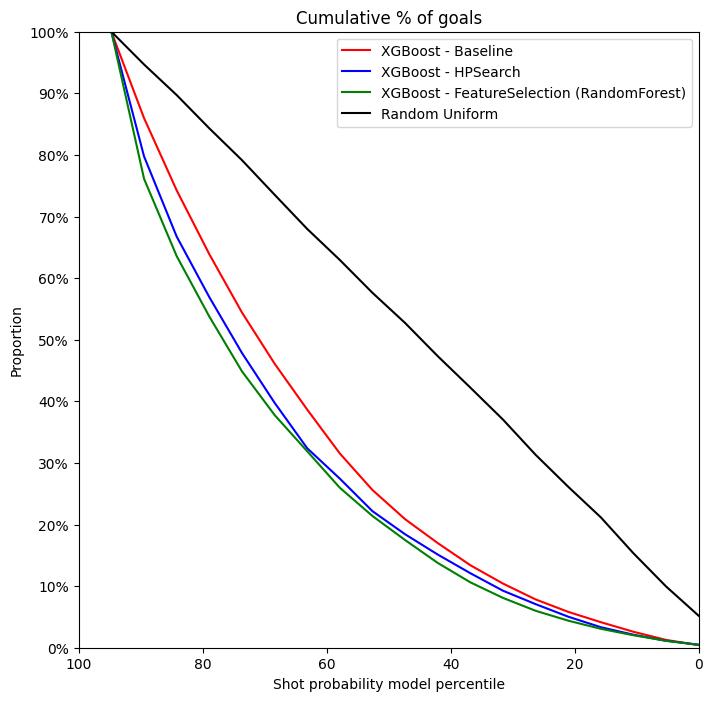 Cumulative % of goals
XGBoost - Baseline
XGBoost - HPSearch
XGBoost - FeatureSelection (RandomForest)
Random Uniform
100%
90%
80%
70%
60%
50%
40%
30%
20%
10%
0%
Proportion
100
80
60
40
20
0
Shot probability model percentile